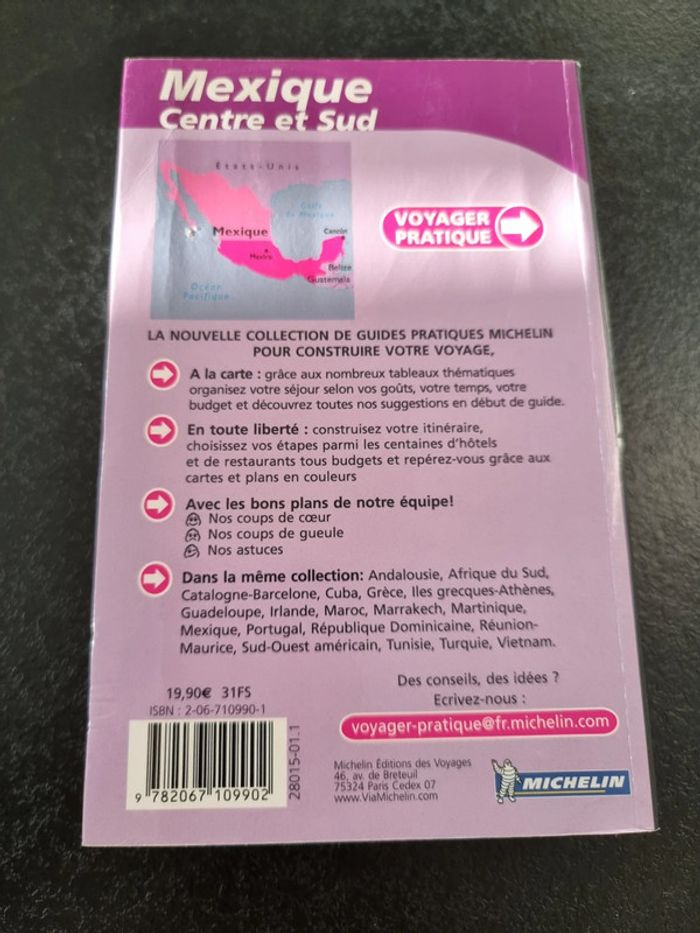 Mexique
Centre et Sud
États-Unis
Golfe
du Mexique
Mexique
Cancún
Mexico
Belize
Guatemala
Océan
Pacifique
VOYAGER
PRATIQUE
LA NOUVELLE COLLECTION DE GUIDES PRATIQUES MICHELIN
POUR CONSTRUIRE VOTRE VOYAGE,
A la carte : grâce aux nombreux tableaux thématiques
organisez votre séjour selon vos goûts, votre temps, votre
budget et découvrez toutes nos suggestions en début de guide.
En toute liberté : construisez votre itinéraire,
choisissez vos étapes parmi les centaines d'hôtels
et de restaurants tous budgets et repérez-vous grâce aux
cartes et plans en couleurs
Avec les bons plans de notre équipe!
Nos coups de cœur
Nos coups de gueule
Nos astuces
Dans la même collection: Andalousie, Afrique du Sud,
Catalogne-Barcelone, Cuba, Grèce, Iles grecques-Athènes,
Guadeloupe, Irlande, Maroc, Marrakech, Martinique,
Mexique, Portugal, République Dominicaine, Réunion-
Maurice, Sud-Ouest américain, Tunisie, Turquie, Vietnam.
19,90€ 31FS
ISBN : 2-06-710990-1
9 782067 109902
28015-01.1
Des conseils, des idées ?
Ecrivez-nous :
voyager-pratique@fr.michelin.com
Michelin Éditions des Voyages
46, av. de Breteuil
75324 Paris Cedex 07
www.ViaMichelin.com
MICHELIN